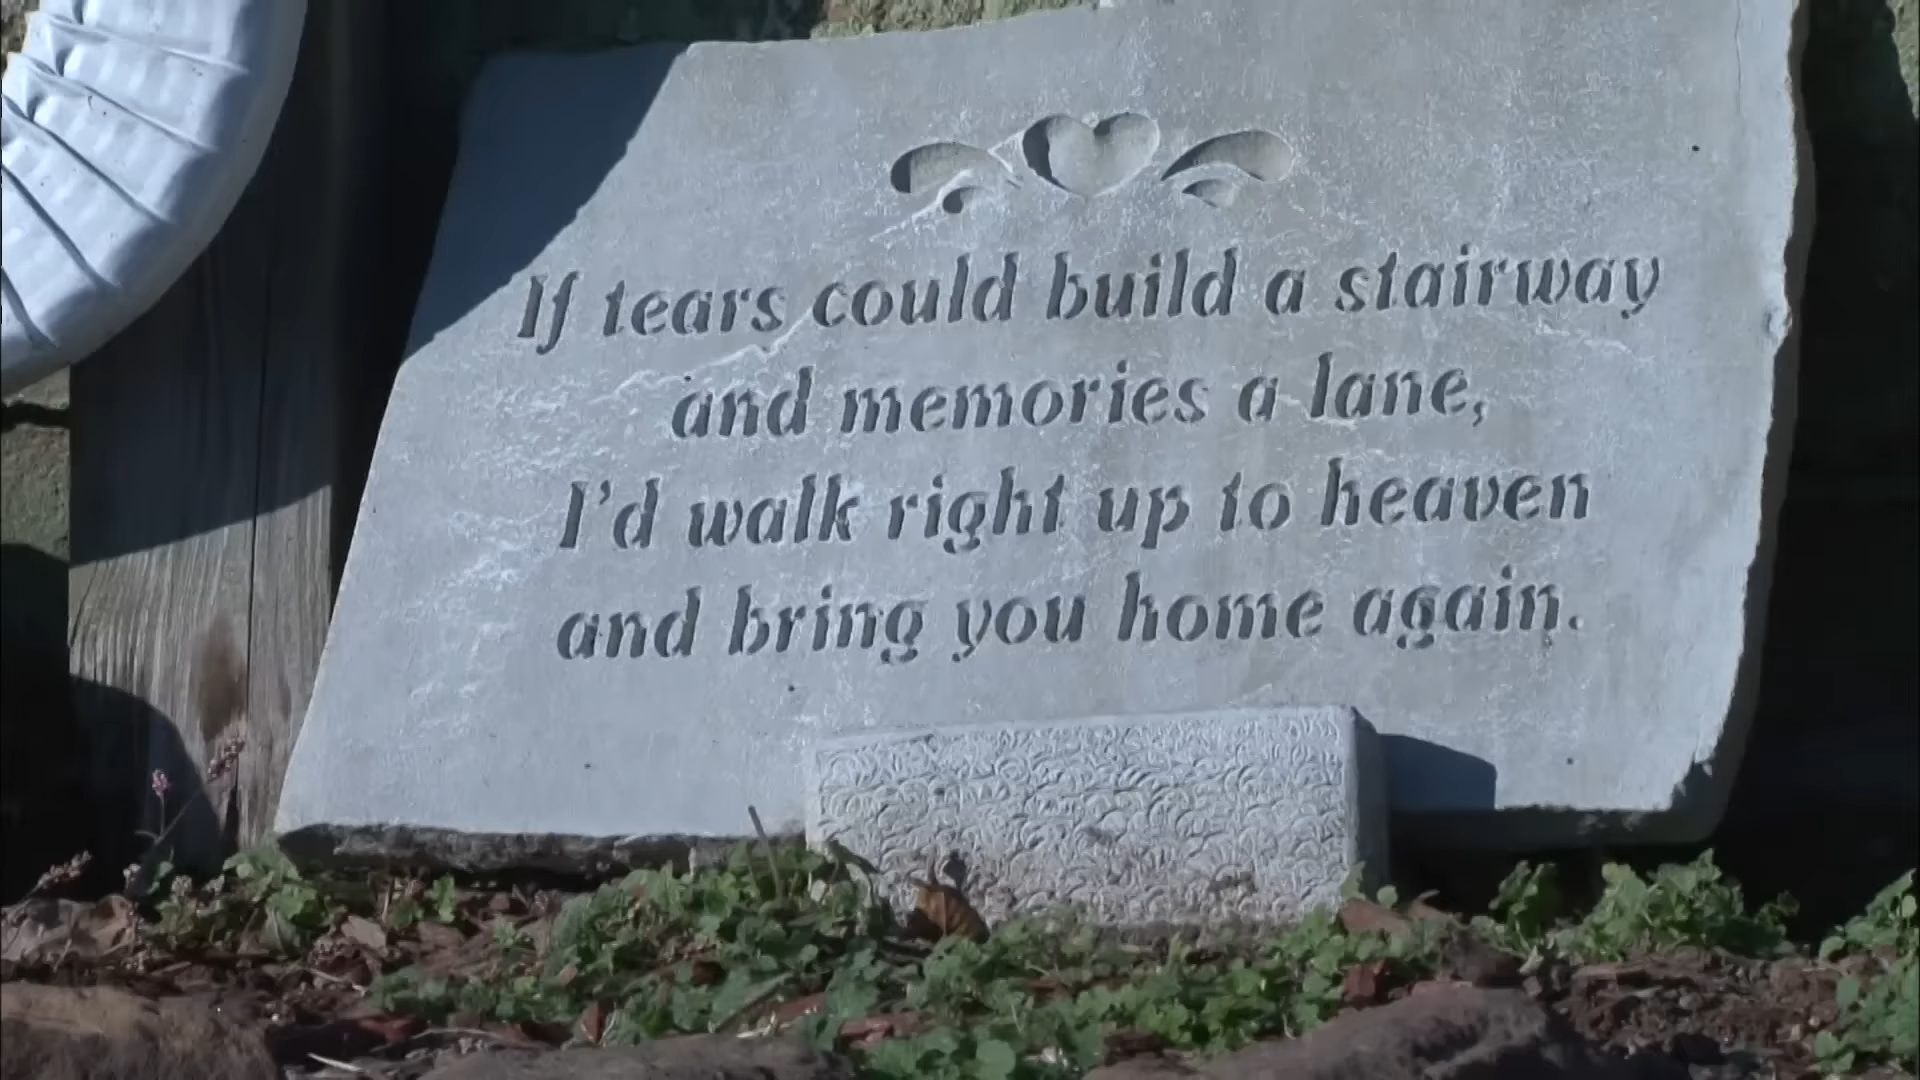 If tears could build a stairway
and memories a lane,
I'd walk right up to heaven
and bring you home again.